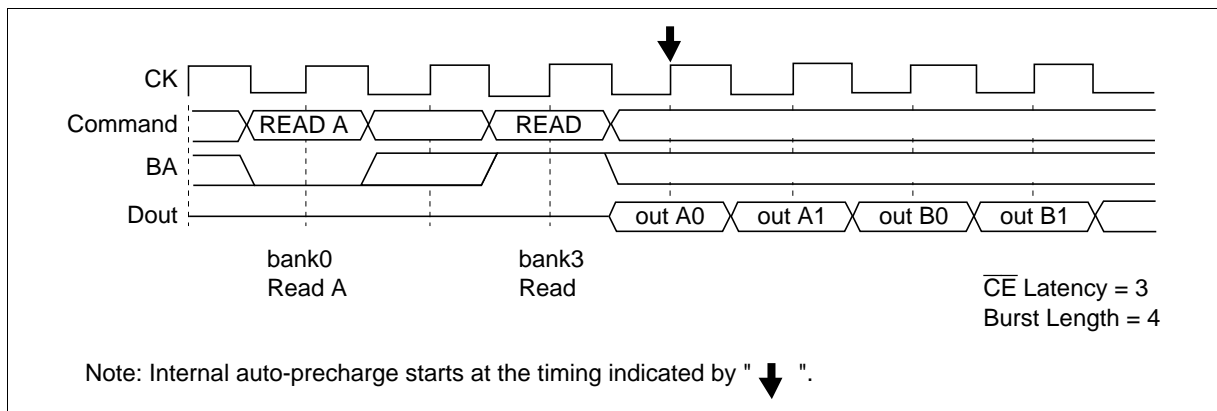 CK
Command READ A READ
BA
Dout out A0 out A1 out B0 out B1
bank0 bank3
Read A Read
CE Latency = 3
Burst Length = 4
Note: Internal auto-precharge starts at the timing indicated by " ".